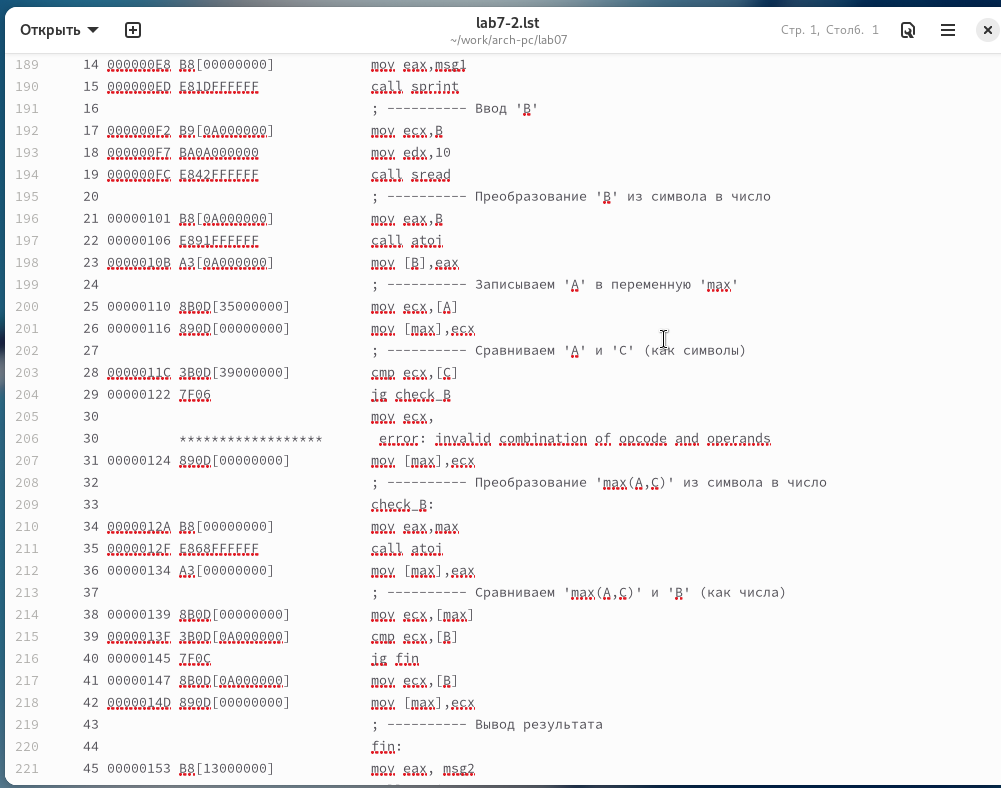 Открыть
lab7-2.lst
~/work/arch-pc/lab07
Стр. 1, Столб. 1
189 14 000000E8 B8[00000000] mov eax,msg1
190 15 000000ED E81DFFFFFF call sprint
191 16 ; ---------- Ввод 'B'
192 17 000000F2 B9[0A000000] mov ecx,B
193 18 000000F7 BA0A000000 mov edx,10
194 19 000000FC E842FFFFFF call sread
195 20 ; ---------- Преобразование 'B' из символа в число
196 21 00000101 B8[0A000000] mov eax,B
197 22 00000106 E891FFFFFF call atoi
198 23 0000010B A3[0A000000] mov [B],eax
199 24 ; ---------- Записываем 'A' в переменную 'max'
200 25 00000110 8B0D[35000000] mov ecx,[A]
201 26 00000116 890D[00000000] mov [max],ecx
202 27 ; ---------- Сравниваем 'A' и 'С' (как символы)
203 28 0000011C 3B0D[39000000] cmp ecx,[C]
204 29 00000122 7F06 jg check_B
205 30 mov ecx,
206 30 ****************** error: invalid combination of opcode and operands
207 31 00000124 890D[00000000] mov [max],ecx
208 32 ; ---------- Преобразование 'max(A,C)' из символа в число
209 33 check_B:
210 34 0000012A B8[00000000] mov eax,max
211 35 0000012F E868FFFFFF call atoi
212 36 00000134 A3[00000000] mov [max],eax
213 37 ; ---------- Сравниваем 'max(A,C)' и 'B' (как числа)
214 38 00000139 8B0D[00000000] mov ecx,[max]
215 39 0000013F 3B0D[0A000000] cmp ecx,[B]
216 40 00000145 7F0C jg fin
217 41 00000147 8B0D[0A000000] mov ecx,[B]
218 42 0000014D 890D[00000000] mov [max],ecx
219 43 ; ---------- Вывод результата
220 44 fin:
221 45 00000153 B8[13000000] mov eax, msg2